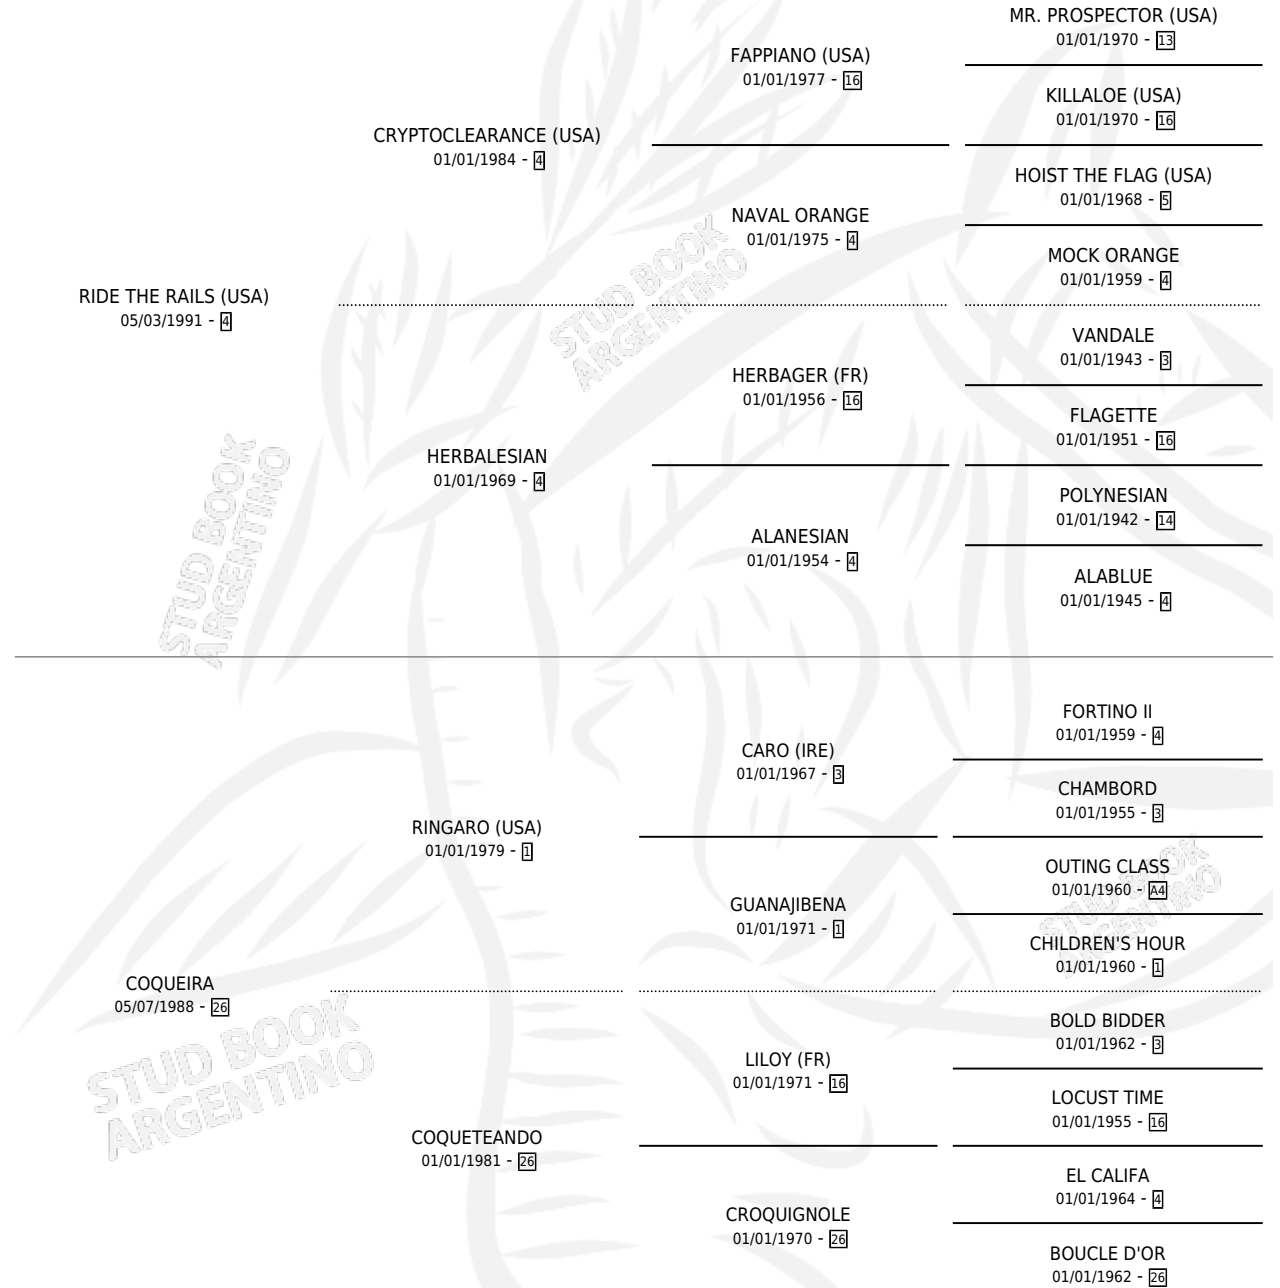 MR. PROSPECTOR (USA)
01/01/1970 - 13
FAPPIANO (USA)
01/01/1977 - 16
KILLALOE (USA)
01/01/1970 - 16
CRYPTOCLEARANCE (USA)
01/01/1984 - 4
HOIST THE FLAG (USA)
01/01/1968 - 5
NAVAL ORANGE
01/01/1975 - 4
MOCK ORANGE
01/01/1959 - 4
RIDE THE RAILS (USA)
05/03/1991 - 4
VANDALE
01/01/1943 - 3
HERBAGER (FR)
01/01/1956 - 16
FLAGETTE
01/01/1951 - 16
HERBALESIAN
01/01/1969 - 4
POLYNESIAN
01/01/1942 - 14
ALANESIAN
01/01/1954 - 4
ALABLUE
01/01/1945 - 4
FORTINO II
01/01/1959 - 4
CARO (IRE)
01/01/1967 - 3
CHAMBORD
01/01/1955 - 3
RINGARO (USA)
01/01/1979 - 1
OUTING CLASS
01/01/1960 - A4
GUANAJIBENA
01/01/1971 - 1
CHILDREN'S HOUR
01/01/1960 - 1
COQUEIRA
05/07/1988 - 26
BOLD BIDDER
01/01/1962 - 3
LILOY (FR)
01/01/1971 - 16
LOCUST TIME
01/01/1955 - 16
COQUETEANDO
01/01/1981 - 26
EL CALIFA
01/01/1964 - 4
CROQUIGNOLE
01/01/1970 - 26
BOUCLE D'OR
01/01/1962 - 26
STUD BOOK
ARGENTINO
STUD BOOK
ARGENTINO
STUD BOOK
ARGENTINO
STUD BOOK
ARGENTINO